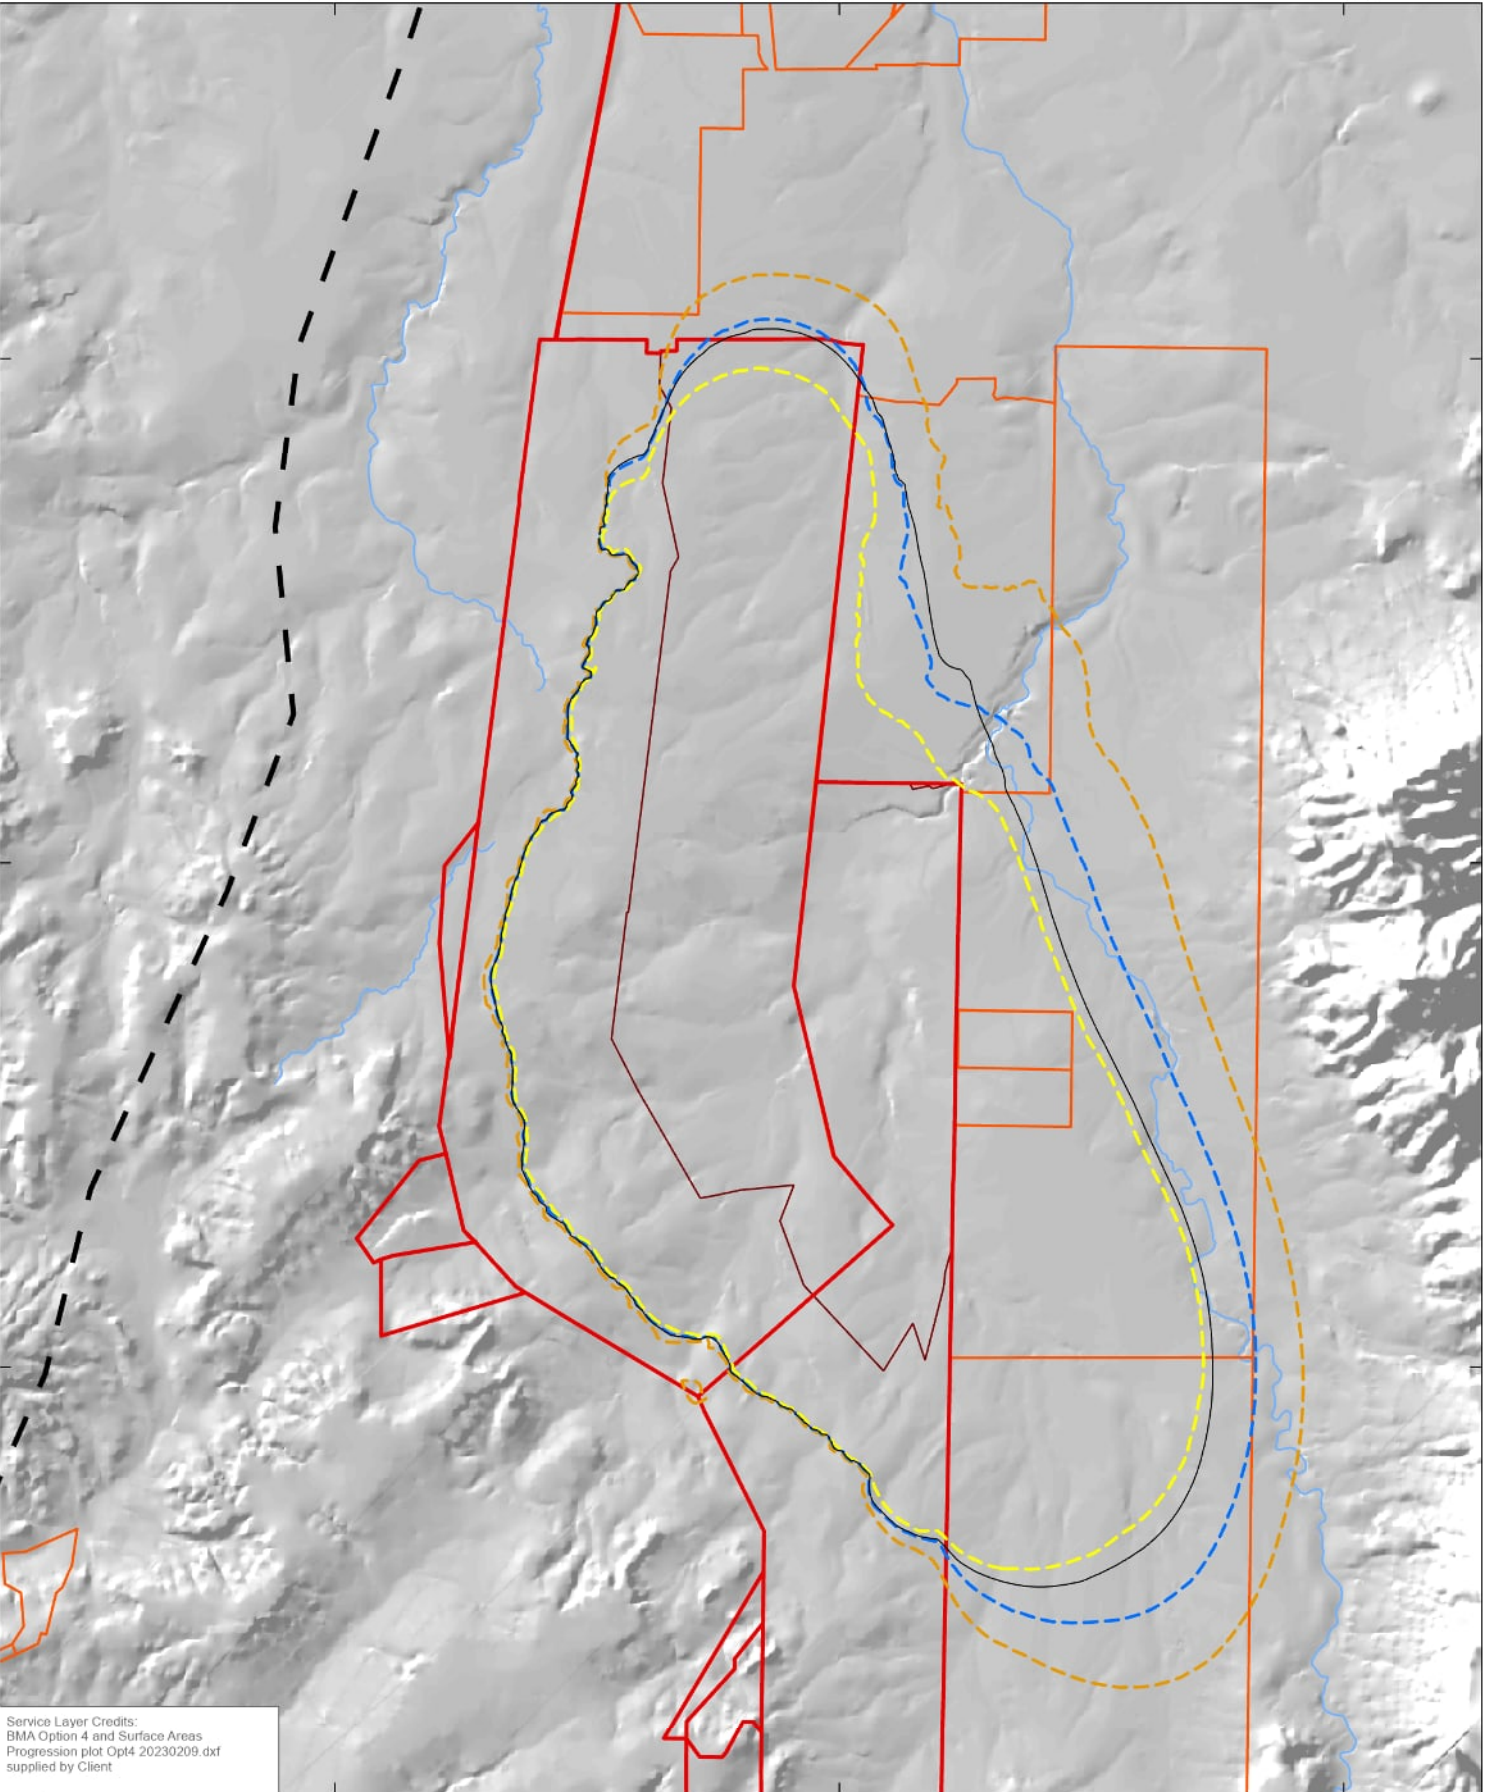 Service Layer Credits:
BMA Option 4 and Surface Areas
Progression plot Opt4 20230209.dxf
supplied by Client